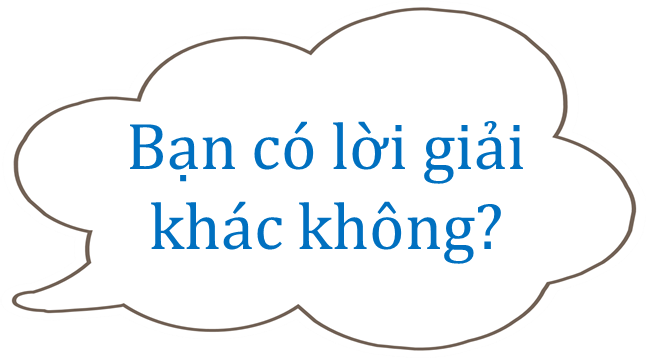 Bạn có lời giải
khác không?